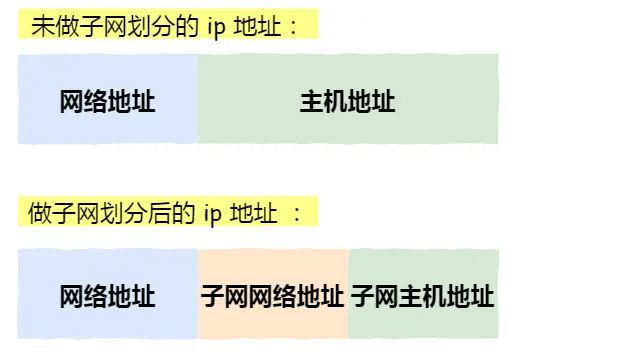 未做子网划分的 ip 地址：
网络地址 主机地址
做子网划分后的 ip 地址 ：
网络地址 子网网络地址 子网主机地址